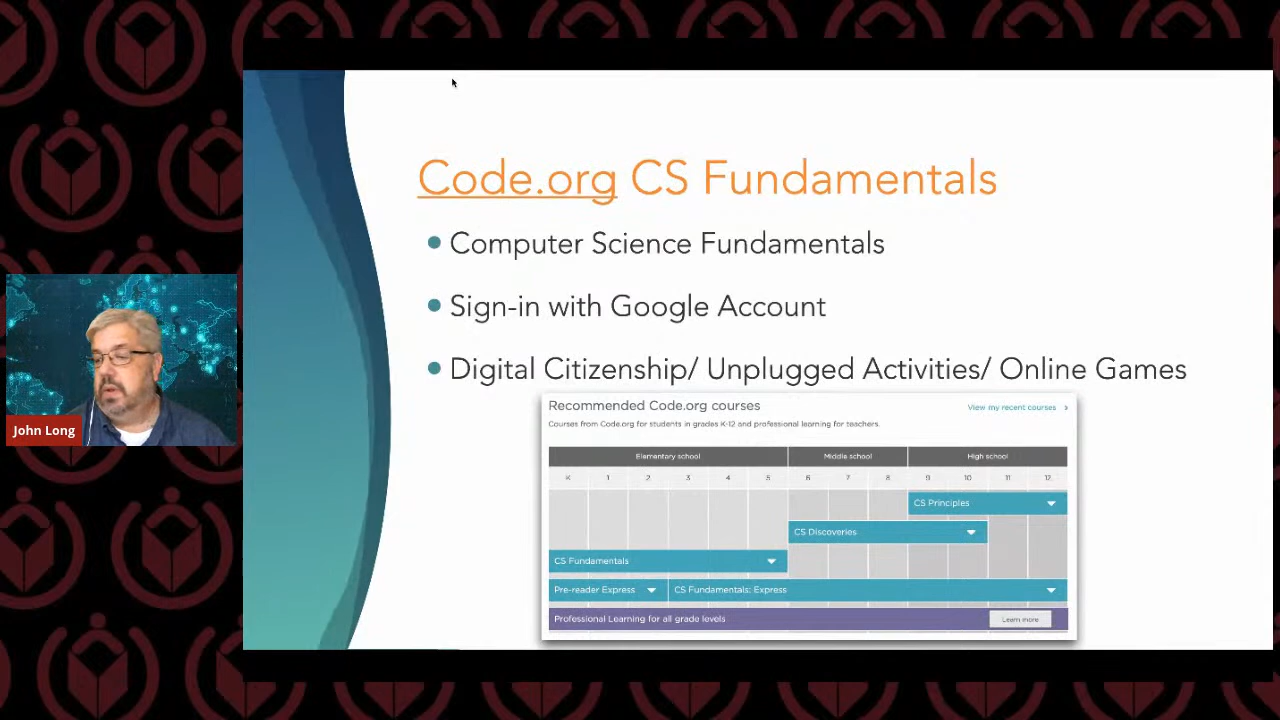 Code.org CS Fundamentals
Computer Science Fundamentals
Sign-in with Google Account
Digital Citizenship/ Unplugged Activities/ Online Games
Recommended Code.org courses
View my recent courses
Courses from Code.org for students in grades K-12 and professional learning for teachers.
Elementary school Middle school High school
K 1 2 3 4 5 6 7 8 9 10 11 12
CS Principles
CS Discoveries
CS Fundamentals
Pre-reader Express CS Fundamentals: Express
Professional Learning for all grade levels Learn more
John Long